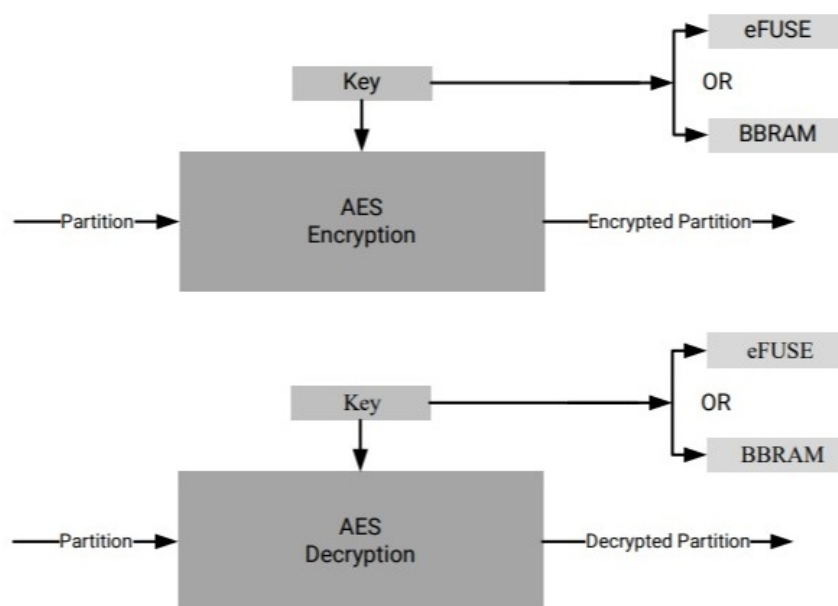 eFUSE
Key
OR
BBRAM
AES
Encryption
Partition
Encrypted Partition
eFUSE
Key
OR
BBRAM
AES
Decryption
Partition
Decrypted Partition